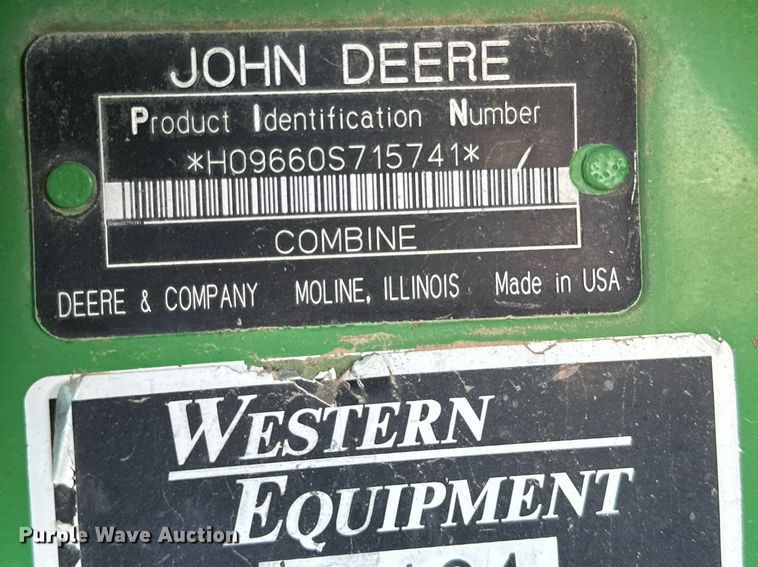 JOHN DEERE
Product Identification Number
*H09660S715741*
COMBINE
DEERE & COMPANY MOLINE, ILLINOIS Made in USA
WESTERN
EQUIPMENT
Purple Wave Auction